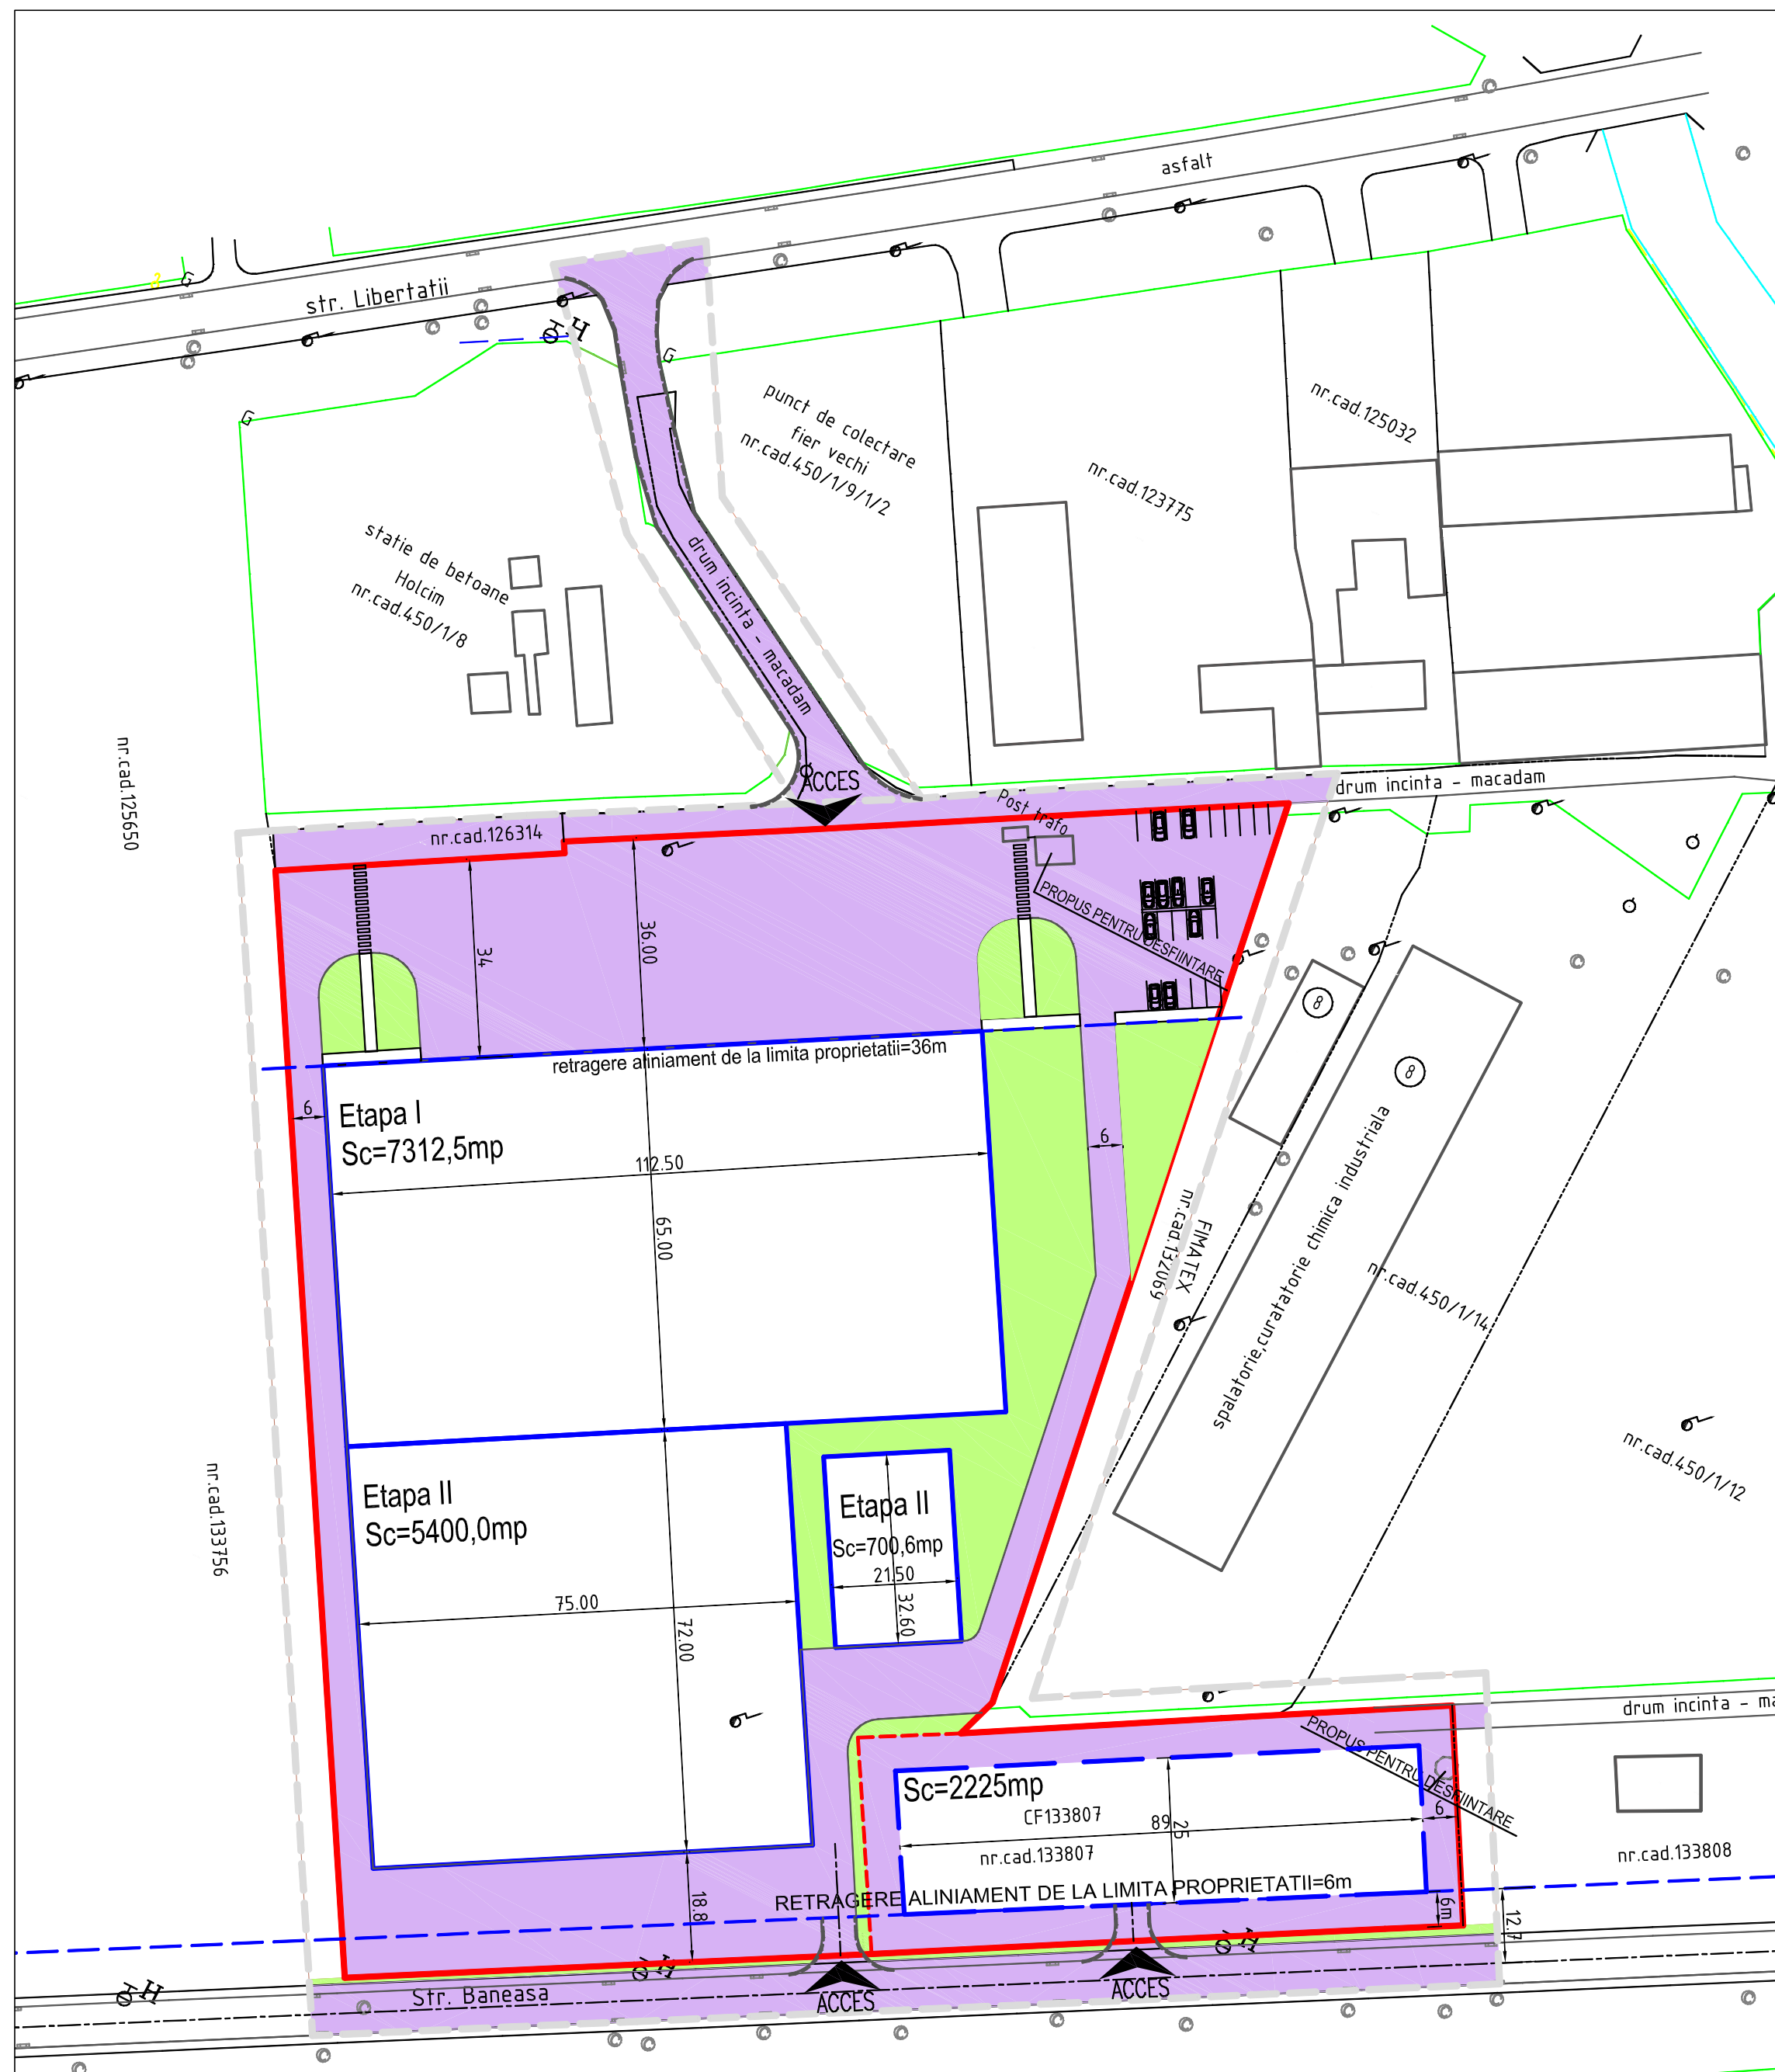 asfalt
str. Libertatii
G
G
G
punct de colectare
fier vechi
nr.cad.450/1/9/1/2
nr.cad.125032
nr.cad.123775
statie de betoane
Holcim
nr.cad.450/1/8
drum incinta - macadam
nr.cad.125650
ACCES
drum incinta - macadam
Post trafo
nr.cad.126314
PROPUS PENTRU DESFIINTARE
34
36.00
retragere aliniament de la limita proprietatii=36m
8
8
6
Etapa I
Sc=7312,5mp
112.50
65.00
6
FIMATEX
nr.cad.132069
spalatorie,curatatorie chimica industriala
nr.cad.450/1/14
nr.cad.450/1/12
nr.cad.133756
Etapa II
Sc=5400,0mp
75.00
72.00
Etapa II
Sc=700,6mp
21.50
32.60
drum incinta - ma
PROPUS PENTRU DESFIINTARE
Sc=2225mp
CF133807
89
25
6
nr.cad.133807
nr.cad.133808
RETRAGERE ALINIAMENT DE LA LIMITA PROPRIETATII=6m
18.8
6m
12.17
Str. Baneasa
ACCES
ACCES